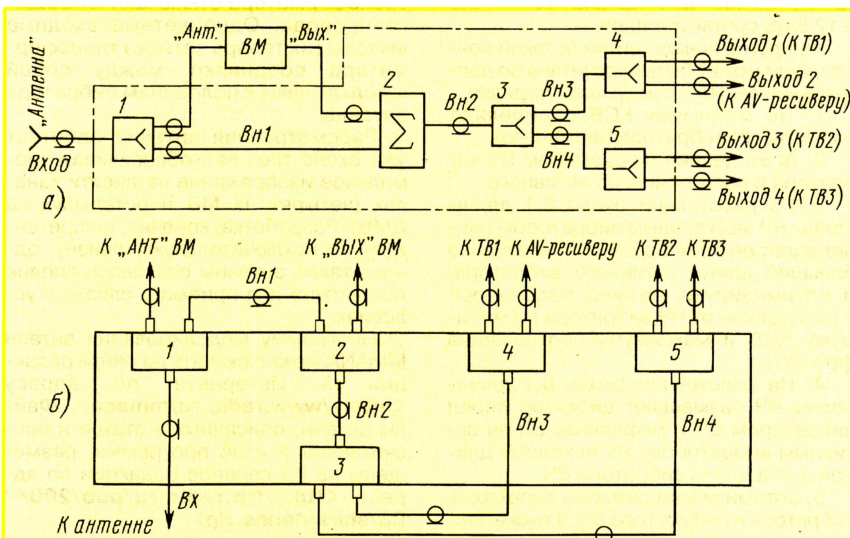 „Ант." „Вых."
ВМ
„Антенна"
Вход
1
Вн1
2
Σ
Вн2
3
Вн3
Вн4
4
5
Выход 1 (К ТВ1)
Выход 2
(К AV-ресиверу)
Выход 3 (К ТВ2)
Выход 4 (К ТВ3)
а)
К „АНТ" ВМ
К „ВЫХ" ВМ
К ТВ1
К AV-ресиверу
К ТВ2
К ТВ3
Вн1
1
2
4
5
б)
Вн2
Вн3
Вн4
3
Вх
К антенне